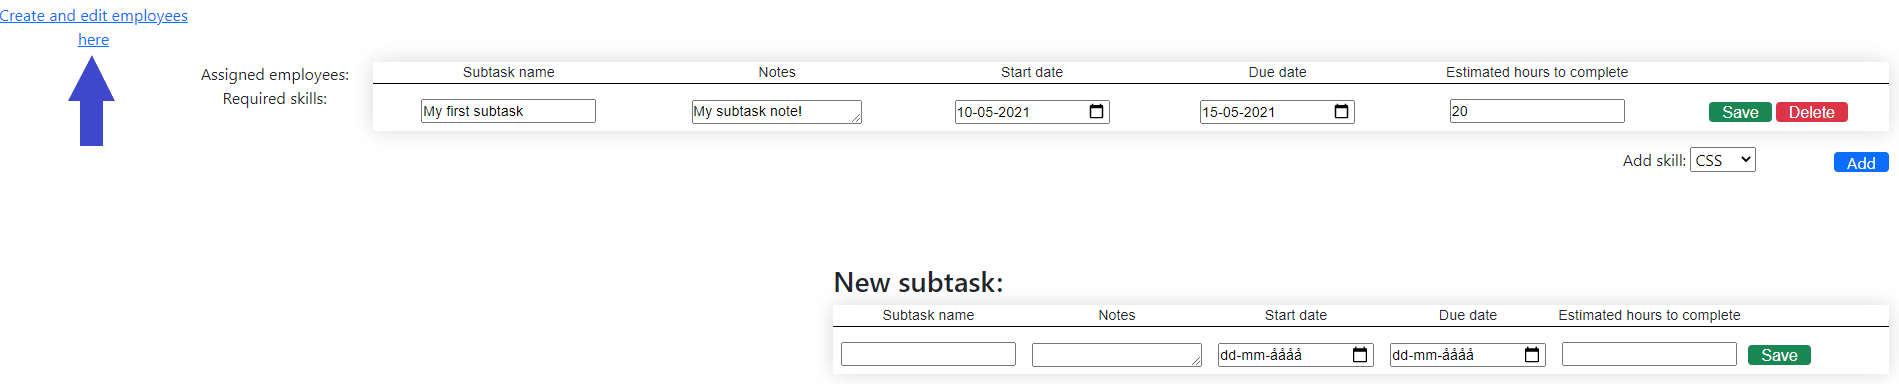 Create and edit employees
here
Assigned employees:
Required skills:
Subtask name Notes Start date Due date Estimated hours to complete
My first subtask My subtask note! 10-05-2021 15-05-2021 20 Save Delete
Add skill: CSS Add
New subtask:
Subtask name Notes Start date Due date Estimated hours to complete
dd-mm-åååå dd-mm-åååå Save